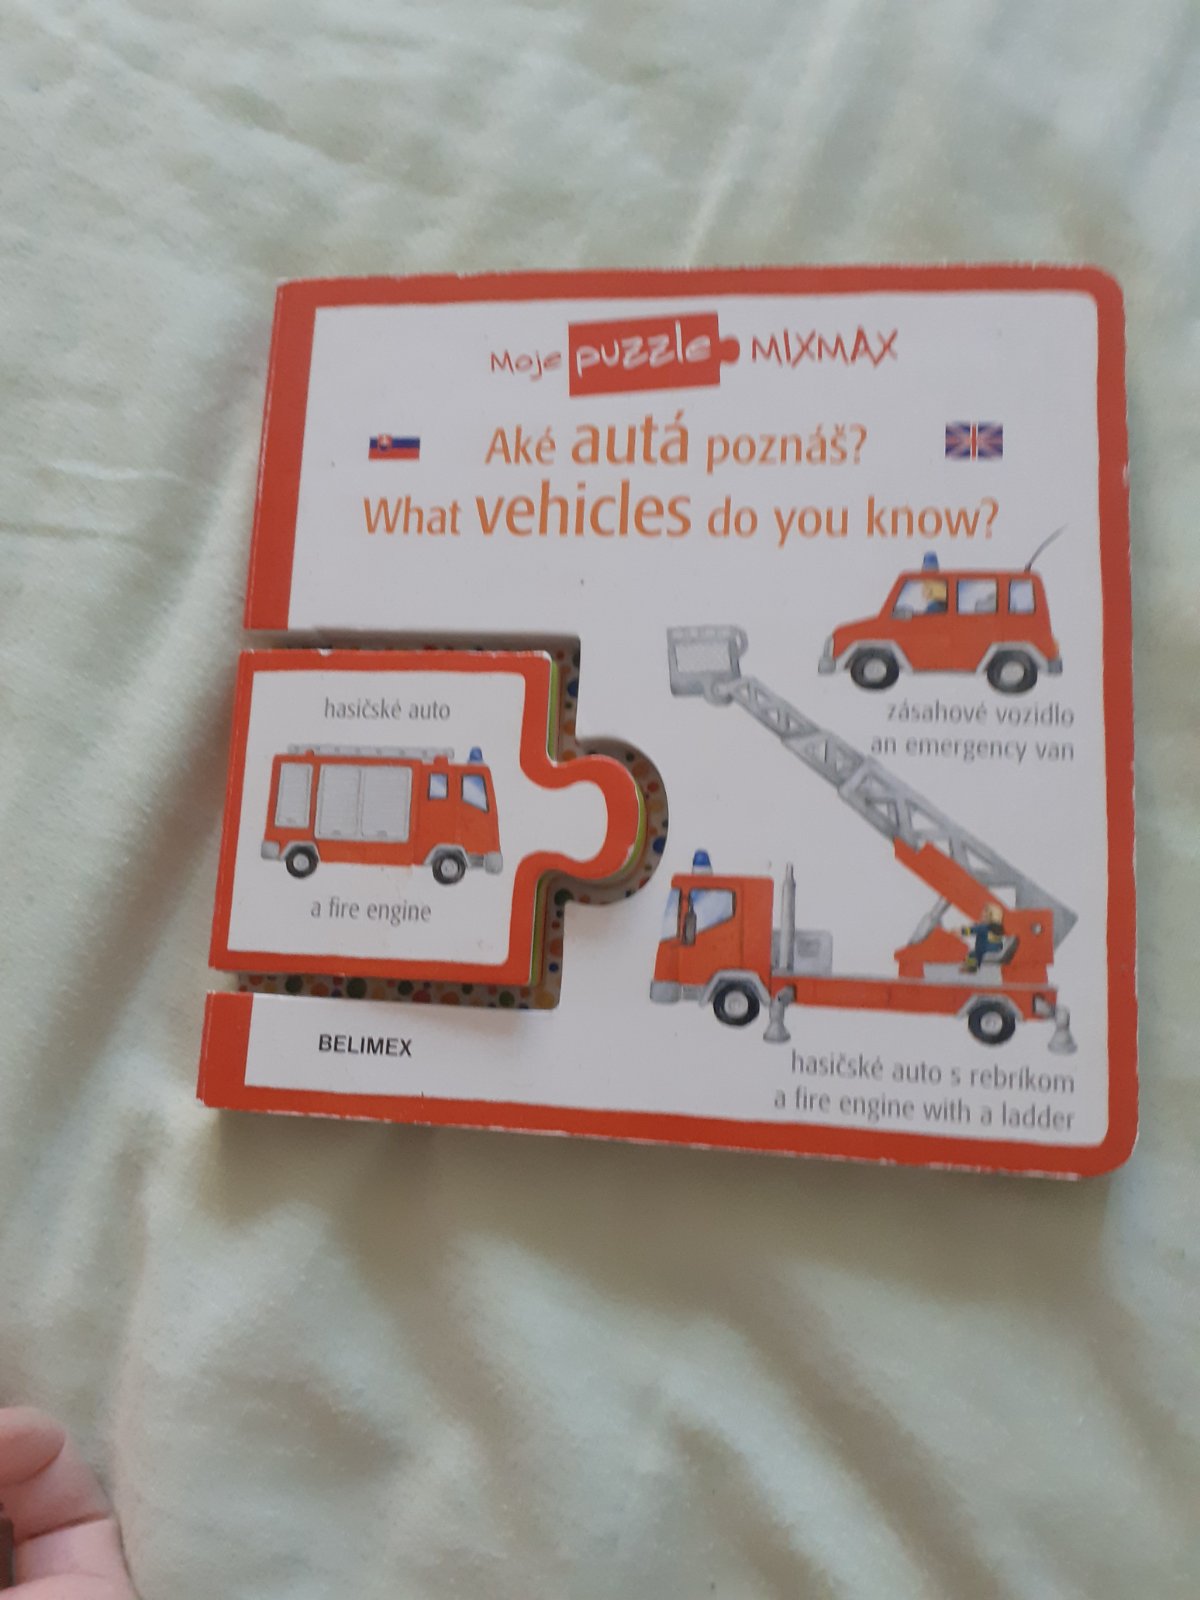 Moje puzzle MIXMAX
Aké autá poznáš?
What vehicles do you know?
zásahové vozidlo
an emergency van
hasičské auto
a fire engine
BELIMEX
hasičské auto s rebríkom
a fire engine with a ladder